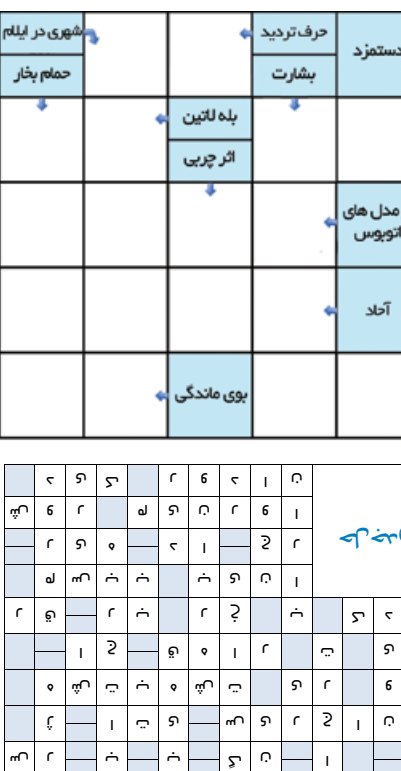 دستمزد
حرف تردید
بشارت
شهری در ایلام
حمام بخار
بله لاتین
اثر چربی
مدل های
اتوبوس
آحاد
بوی ماندگی
س ر ب ب گ ن ا
ژ ا ت ی س ی ر ج ا ن
ه ش ت ب ه ش ت ی ر و
ا ج ق ه ا ر ت ی
ر ق ر ب ر خ ب ک د
م س ب ب ب ی ن ا
ر ی ه د ا ج ر
حل
ش و ر م ی ن ر و ا
د ی ک ر و د ا ن